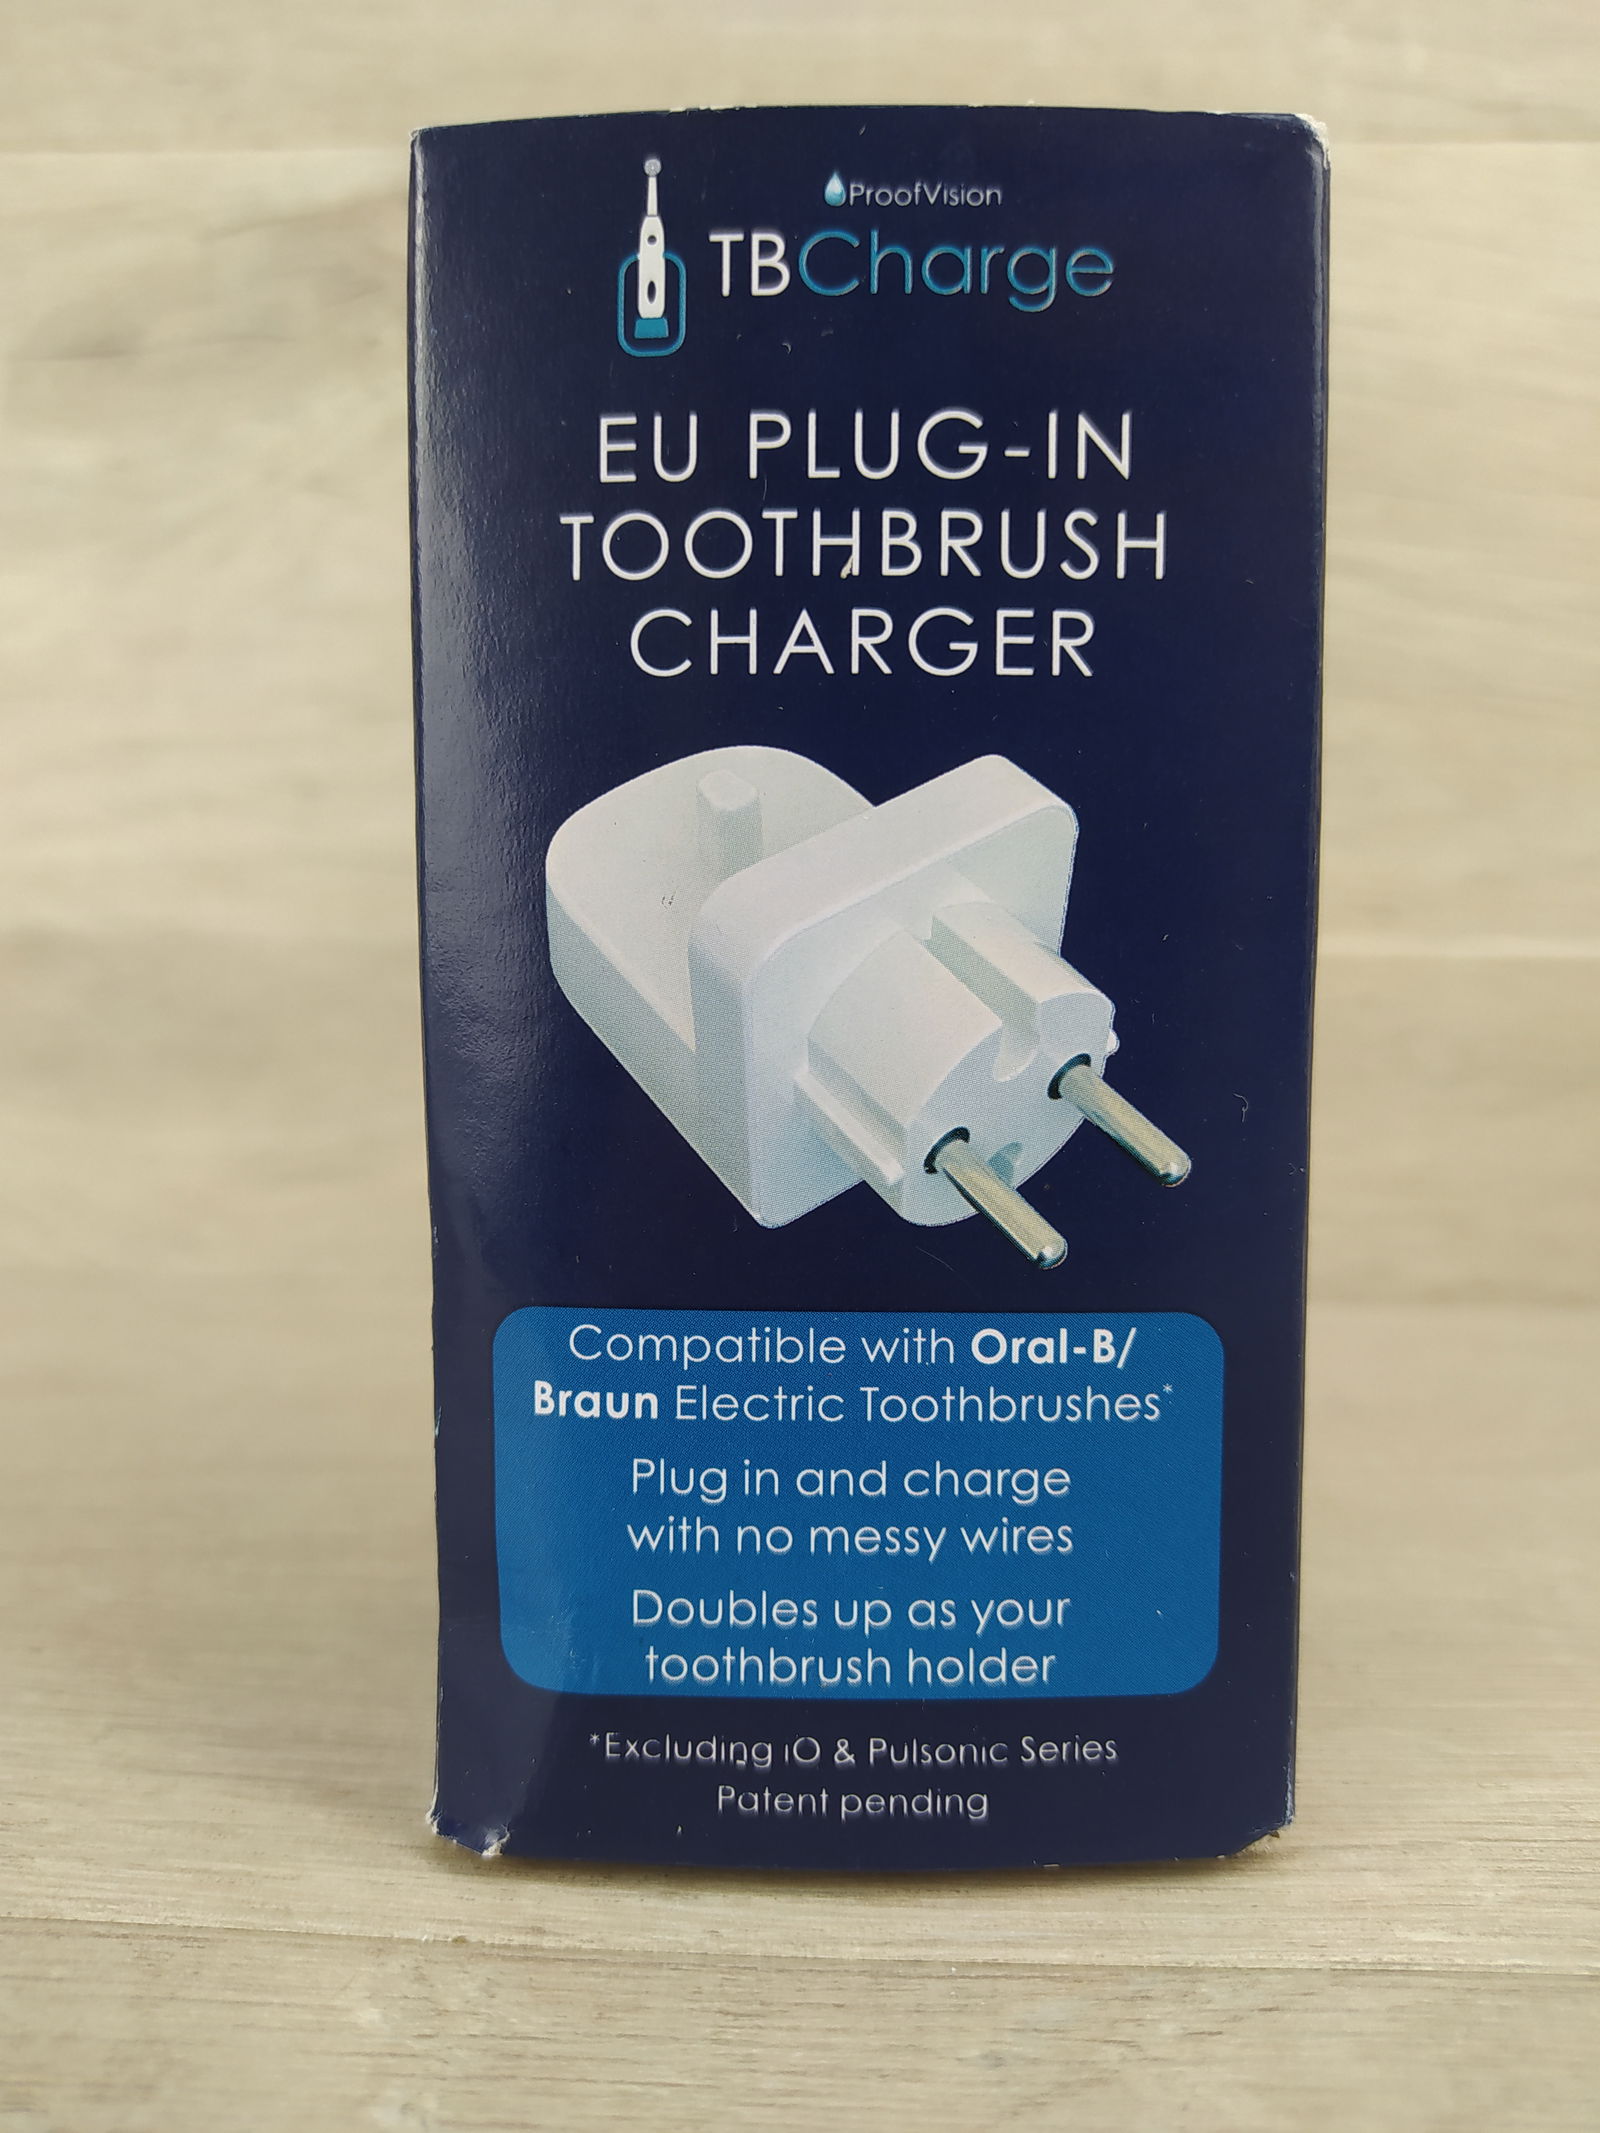 ProofVision
TBCharge
EU PLUG-IN
TOOTHBRUSH
CHARGER
Compatible with Oral-B/
Braun Electric Toothbrushes*
Plug in and charge
with no messy wires
Doubles up as your
toothbrush holder
*Excluding iO & Pulsonic Series
Patent pending